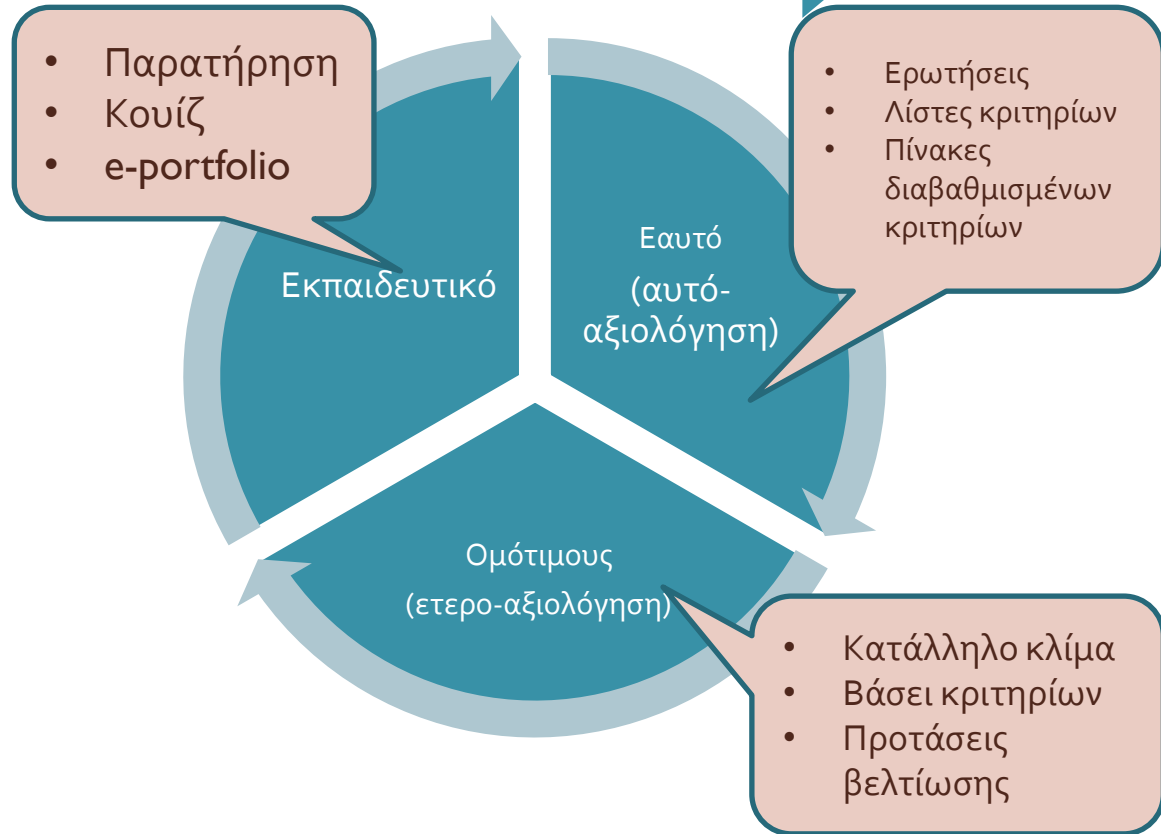 • Παρατήρηση
• Κουίζ
• e-portfolio
Εκπαιδευτικό
• Ερωτήσεις
• Λίστες κριτηρίων
• Πίνακες
διαβαθμισμένων
κριτηρίων
Εαυτό
(αυτό-
αξιολόγηση)
Ομότιμους
(ετερο-αξιολόγηση)
• Κατάλληλο κλίμα
• Βάσει κριτηρίων
• Προτάσεις
βελτίωσης